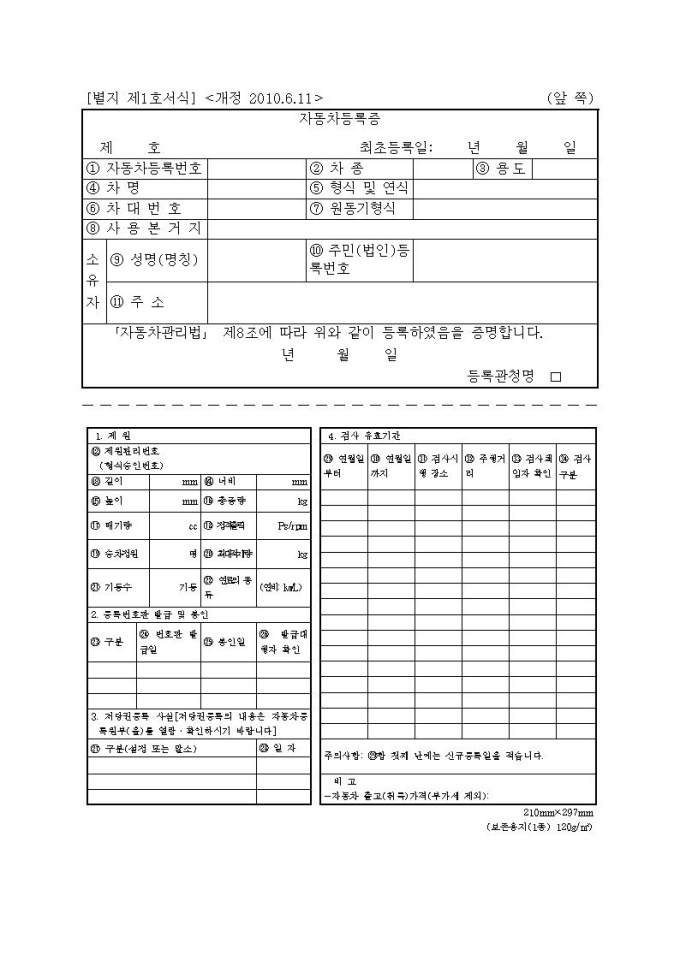 [별지 제1호서식] <개정 2010.6.11> (앞 쪽)
자동차등록증
제 호 최초등록일: 년 월 일
① 자동차등록번호 ② 차 종 ③ 용 도
④ 차 명 ⑤ 형식 및 연식
⑥ 차 대 번 호 ⑦ 원동기형식
⑧ 사 용 본 거 지
소유자
⑨ 성명(명칭) ⑩ 주민(법인)등
록번호
⑪ 주 소
「자동차관리법」 제8조에 따라 위와 같이 등록하였음을 증명합니다.
년 월 일
등록관청명 □
1. 제 원
⑫ 제원관리번호
(형식승인번호)
⑬ 길이 mm ⑭ 너비 mm
⑮ 높이 mm ⑯ 총중량 kg
⑰ 배기량 cc ⑱ 정격출력 Ps/rpm
⑲ 승차정원 명 ⑳ 최대적재량 kg
㉑ 기통수 기통 ㉒ 연료의 종
류 (연비: km/L)
2. 등록번호판 발급 및 봉인
㉓ 구분 ㉔ 번호판 발
급일 ㉕ 봉인일 ㉖ 발급대
행자 확인
3. 저당권등록 사실[저당권등록의 내용은 자동차등
록원부(을)를 열람ㆍ확인하시기 바랍니다]
㉗ 구분(설정 또는 말소) ㉘ 일 자
4. 검사 유효기간
㉙ 연월일
부터 ㉚ 연월일
까지 ㉛ 검사시
행 장소 ㉜ 주행거
리 ㉝ 검사책
임자 확인 ㉞ 검사
구분
주의사항: ㉙항 첫째 난에는 신규등록일을 적습니다.
비 고
-자동차 출고(취득)가격(부가세 제외):
210mm×297mm
(보존용지(1종) 120g/㎡)